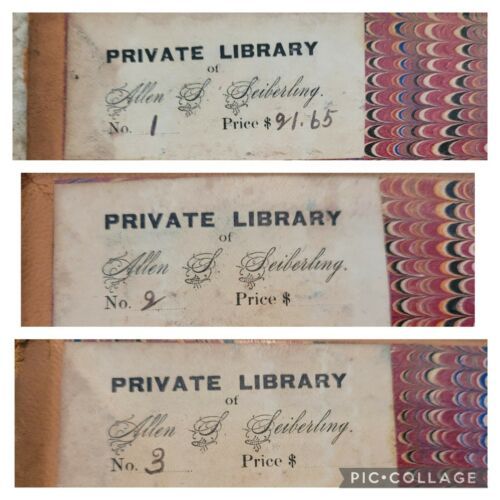 PRIVATE LIBRARY
of
Allen S Seiberling.
No. 1 Price $ 21.65
PRIVATE LIBRARY
of
Allen S Seiberling.
No. 2 Price $
PRIVATE LIBRARY
of
Allen S Seiberling.
No. 3 Price $
PIC•COLLAGE